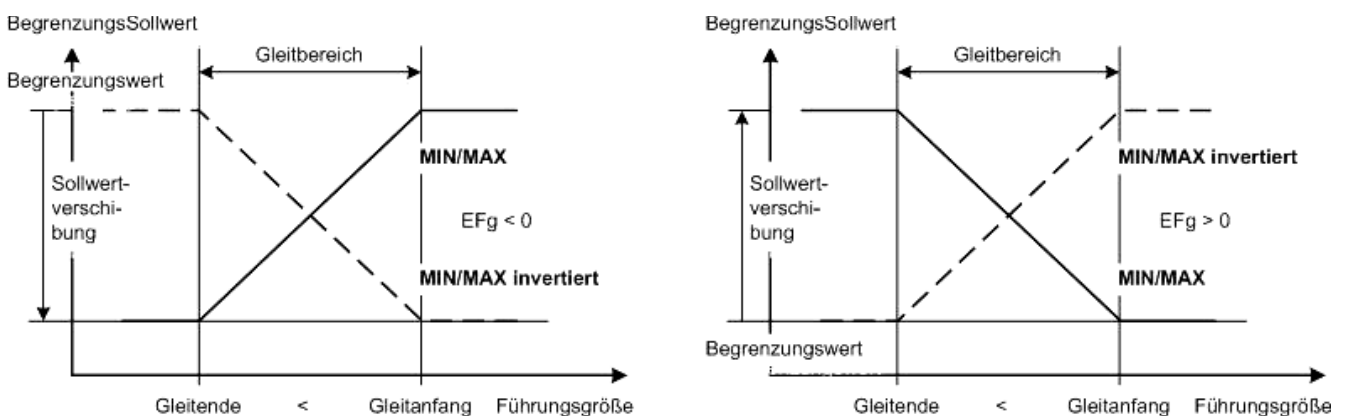 BegrenzungsSollwert
Gleitbereich
Begrenzungswert
MIN/MAX
Sollwert-
verschi-
bung
EFg < 0
MIN/MAX invertiert
Gleitende < Gleitanfang Führungsgröße
BegrenzungsSollwert
Gleitbereich
MIN/MAX invertiert
Sollwert-
verschi-
bung
EFg > 0
MIN/MAX
Begrenzungswert
Gleitende < Gleitanfang Führungsgröße